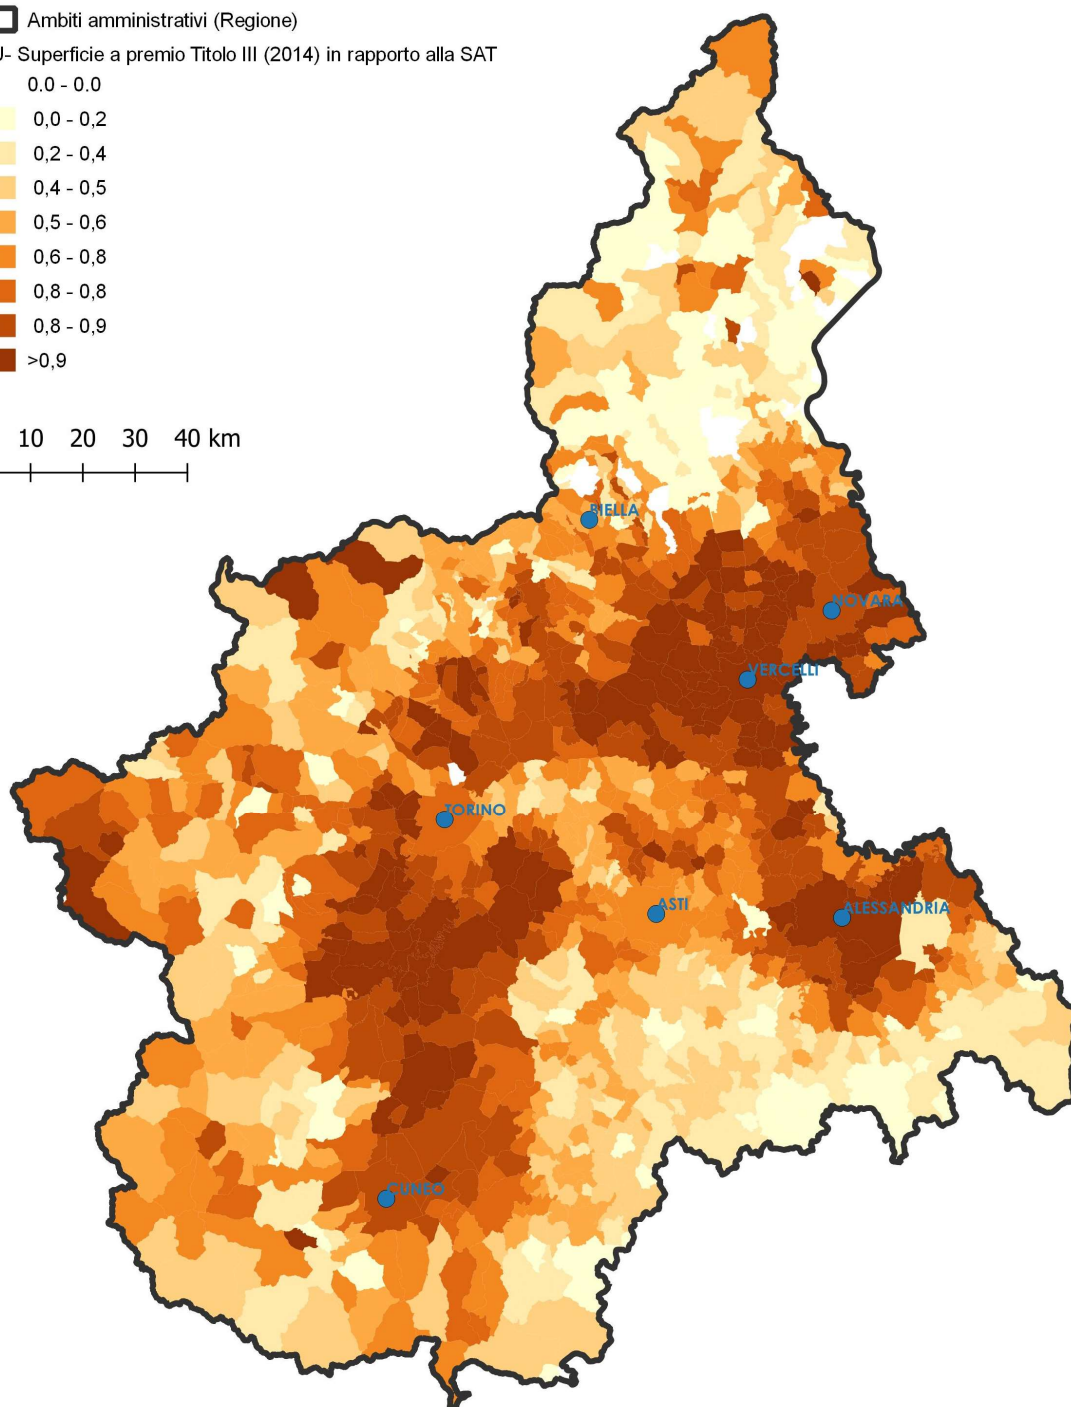 Ambiti amministrativi (Regione)
- Superficie a premio Titolo III (2014) in rapporto alla SAT
0.0 - 0.0
0,0 - 0,2
0,2 - 0,4
0,4 - 0,5
0,5 - 0,6
0,6 - 0,8
0,8 - 0,8
0,8 - 0,9
>0,9
10 20 30 40 km
BIELLA
NOVARA
VERCELLI
TORINO
ASTI
ALESSANDRIA
CUNEO